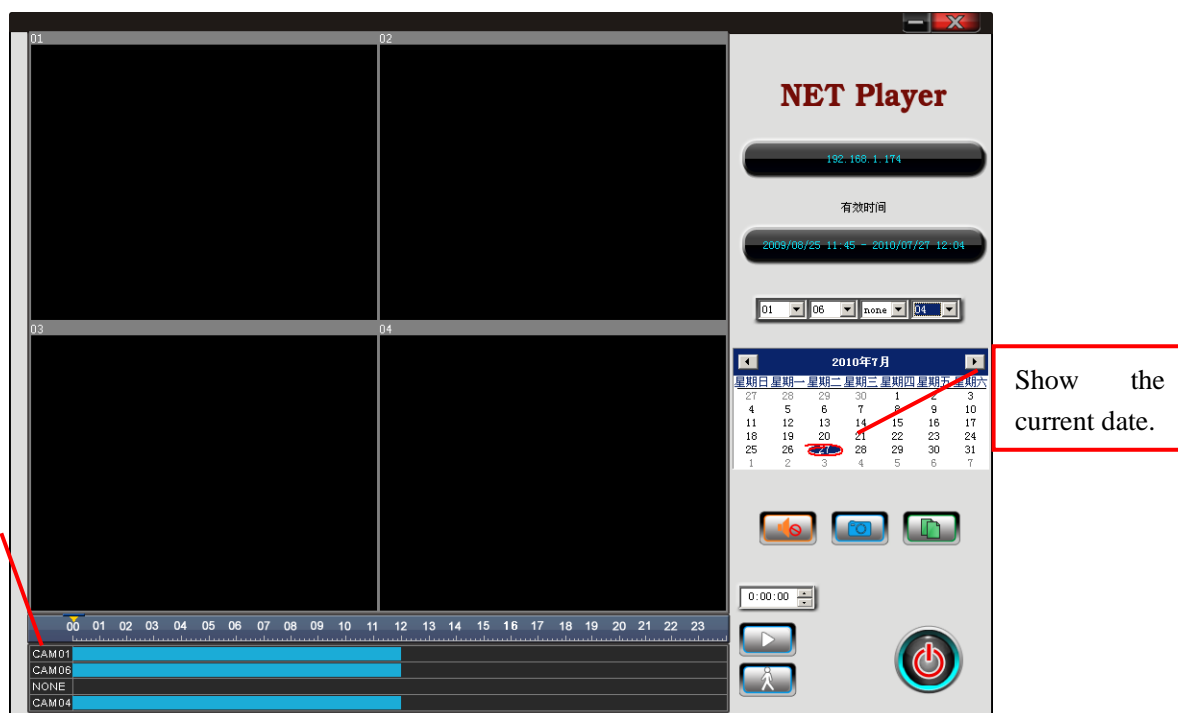 01 02
03 04
NET Player
192.168.1.174
有效时间
2009/08/25 11:45 - 2010/07/27 12:04
01 06 none 04
2010年7月
星期日 星期一 星期二 星期三 星期四 星期五 星期六
27 28 29 30 1 2 3
4 5 6 7 8 9 10
11 12 13 14 15 16 17
18 19 20 21 22 23 24
25 26 27 28 29 30 31
1 2 3 4 5 6 7
Show the
current date.
0:00:00
00 01 02 03 04 05 06 07 08 09 10 11 12 13 14 15 16 17 18 19 20 21 22 23
CAM01
CAM06
NONE
CAM04